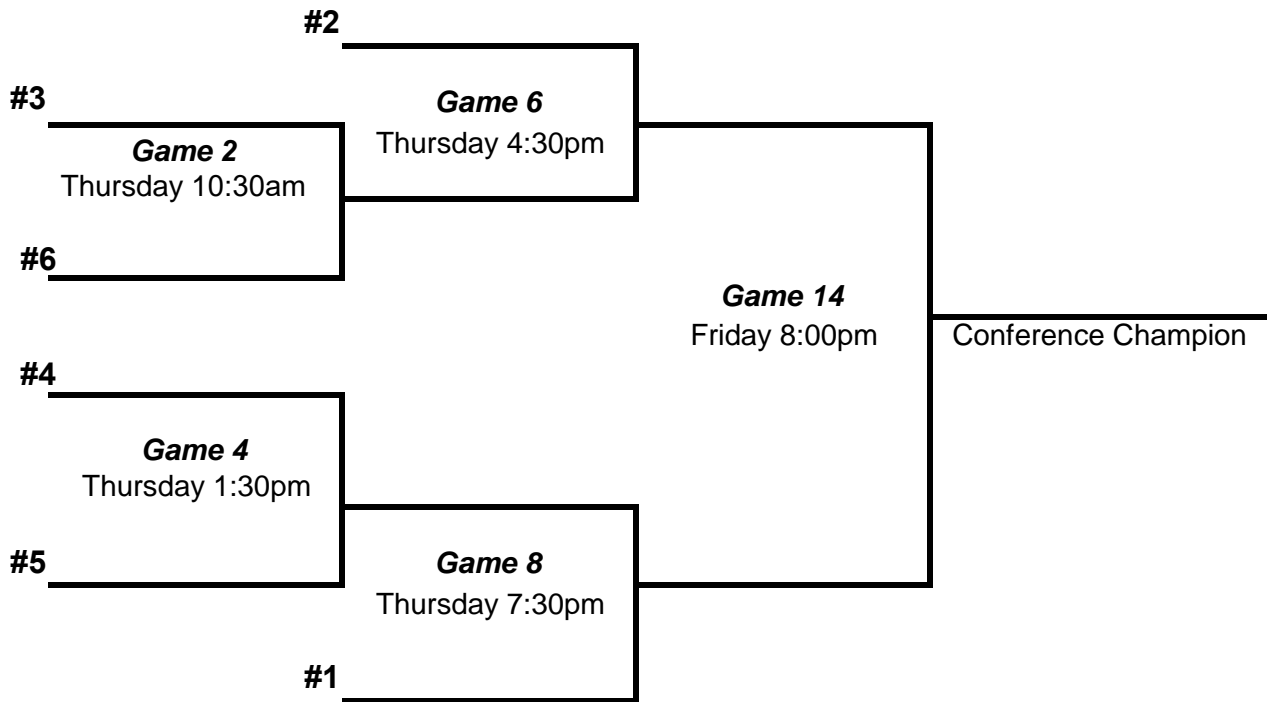 #2
#3
Game 6
Thursday 4:30pm
Game 2
Thursday 10:30am
#6
Game 14
Friday 8:00pm
Conference Champion
#4
Game 4
Thursday 1:30pm
#5
Game 8
Thursday 7:30pm
#1